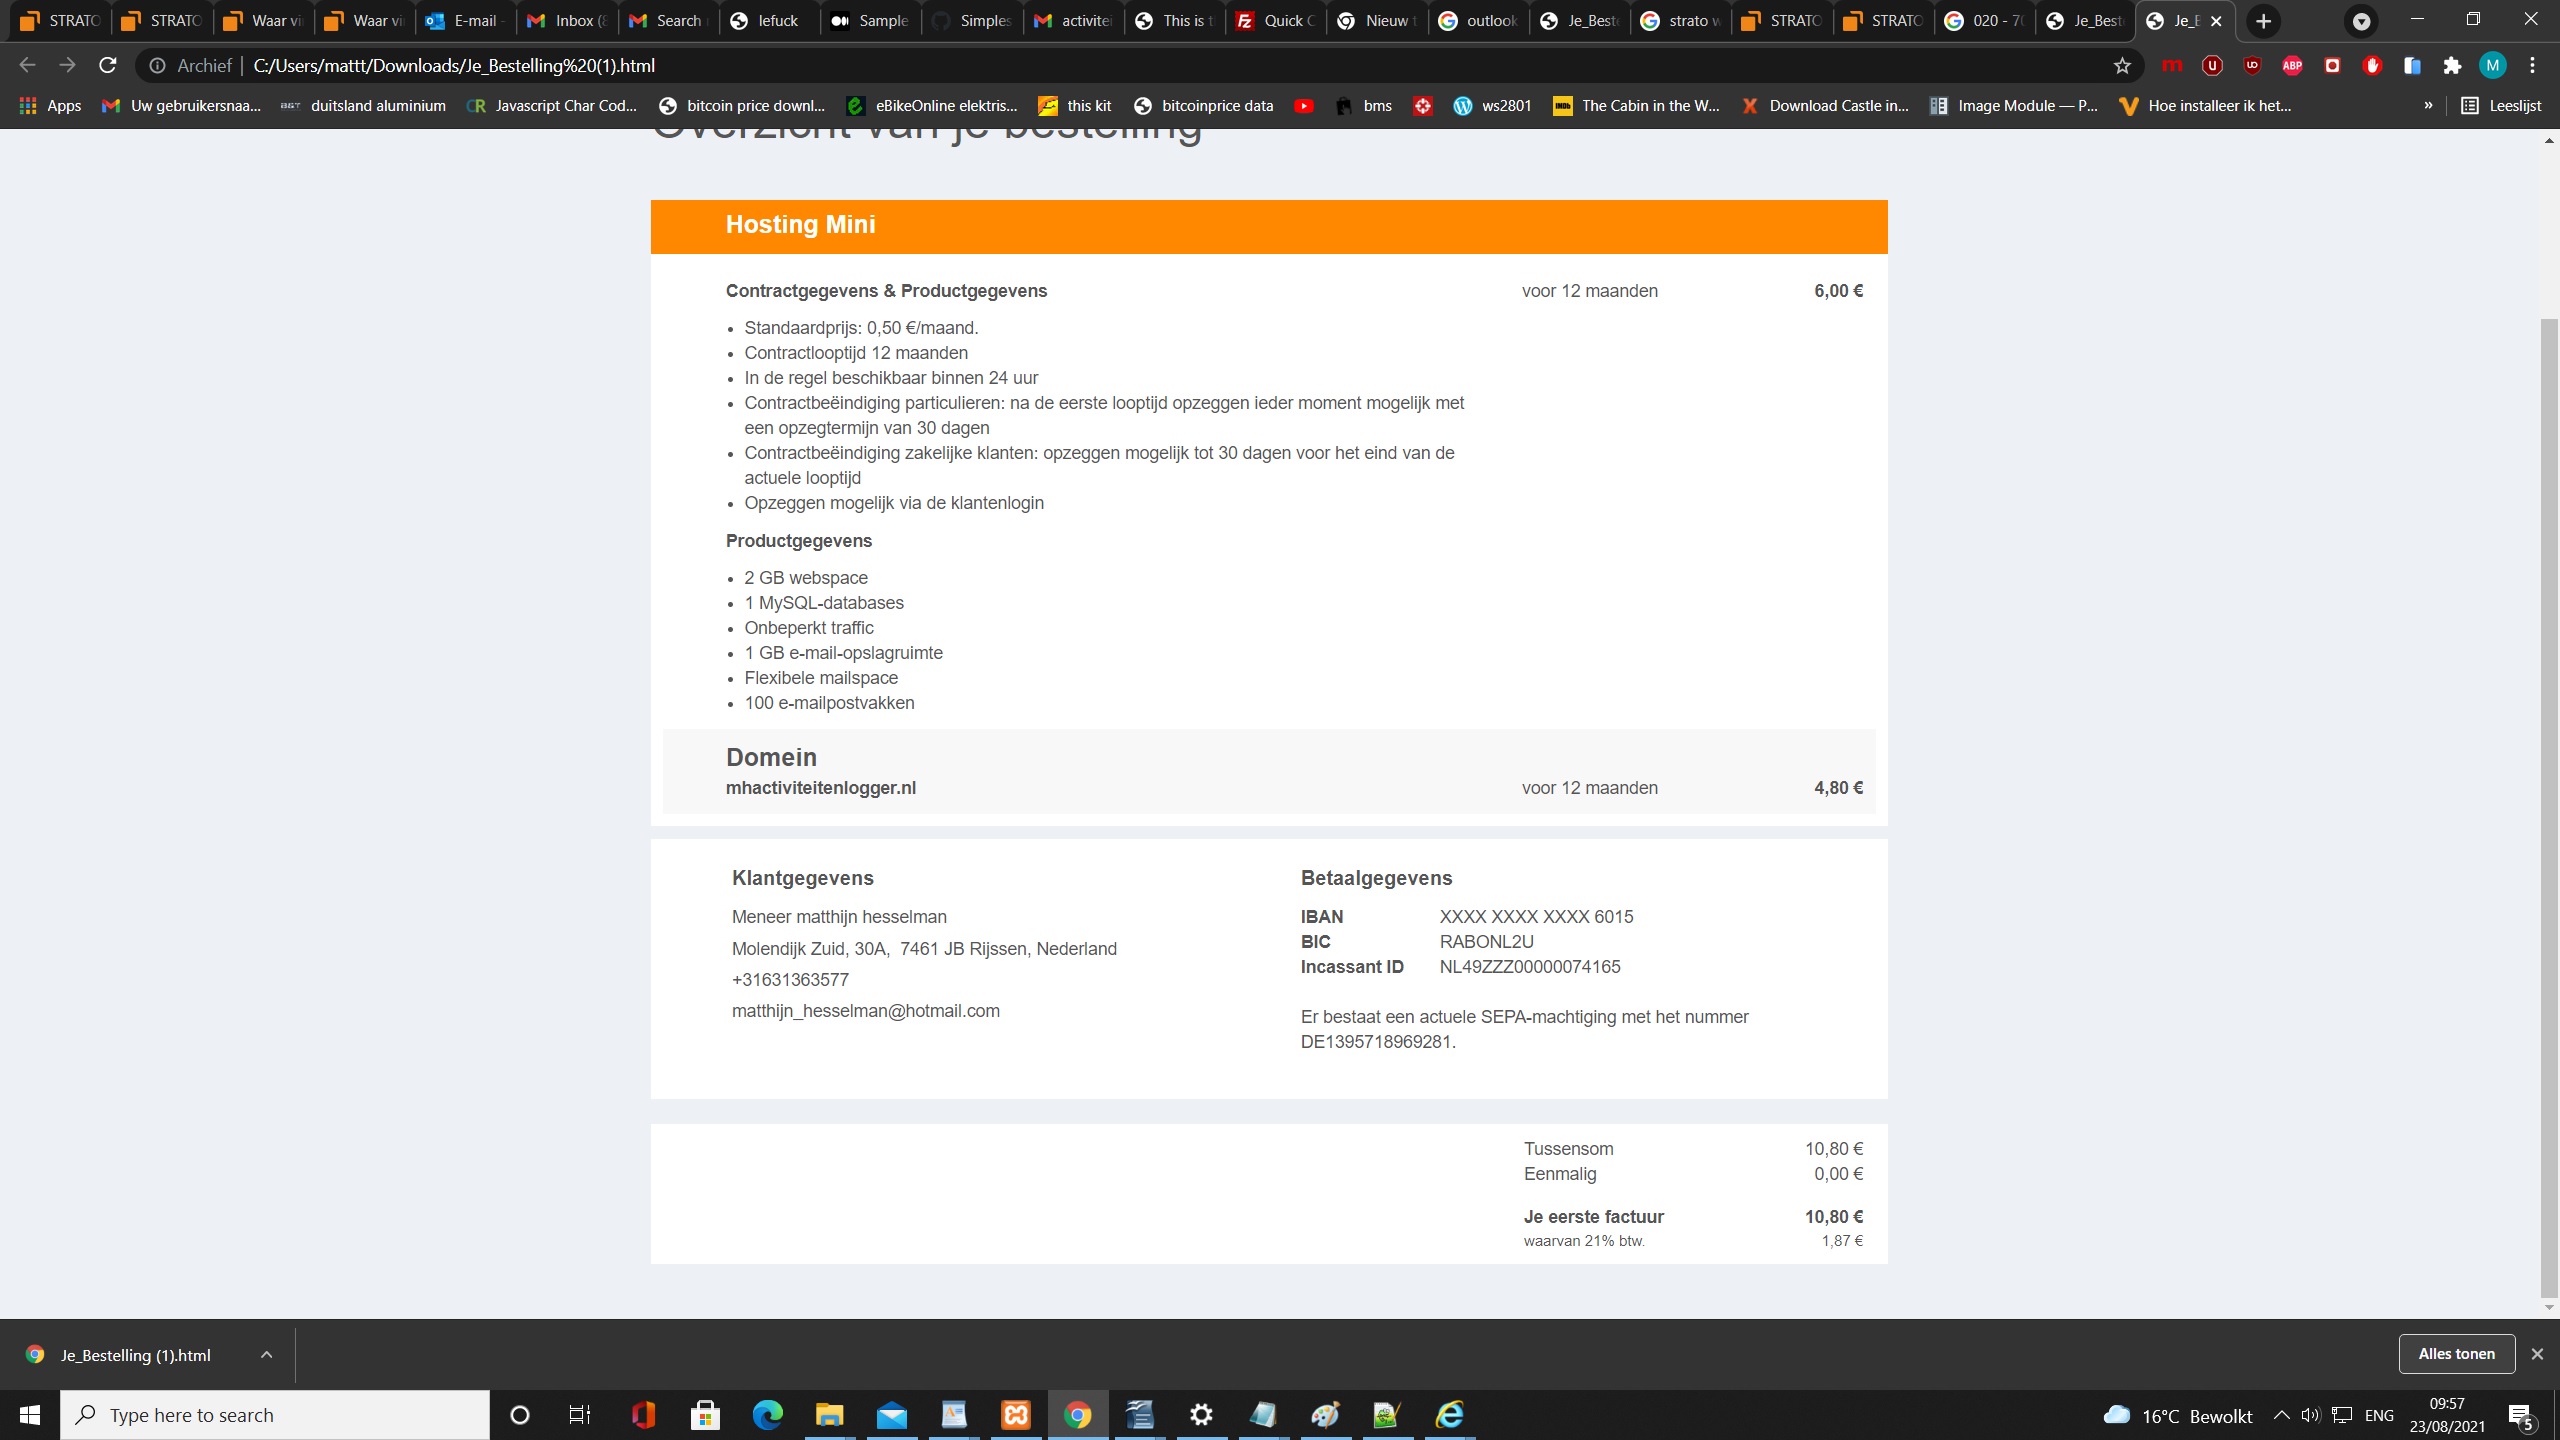 STRATO STRATO Waar vi Waar vi E-mail - Inbox (8 Search lefuck Sample Simples activitei This is t Quick C Nieuw t outlook Je_Beste strato w STRATO STRATO 020 - 70 Je_Best Je_B
Archief | C:/Users/mattt/Downloads/Je_Bestelling%20(1).html
Apps Uw gebruikersnaa... duitsland aluminium Javascript Char Cod... bitcoin price downl... eBikeOnline elektris... this kit bitcoinprice data bms ws2801 The Cabin in the W... Download Castle in... Image Module — P... Hoe installeer ik het... » Leeslijst
Overzicht van je bestelling
Hosting Mini
Contractgegevens & Productgegevens voor 12 maanden 6,00 €
• Standaardprijs: 0,50 €/maand.
• Contractlooptijd 12 maanden
• In de regel beschikbaar binnen 24 uur
• Contractbeëindiging particulieren: na de eerste looptijd opzeggen ieder moment mogelijk met
een opzegtermijn van 30 dagen
• Contractbeëindiging zakelijke klanten: opzeggen mogelijk tot 30 dagen voor het eind van de
actuele looptijd
• Opzeggen mogelijk via de klantenlogin
Productgegevens
• 2 GB webspace
• 1 MySQL-databases
• Onbeperkt traffic
• 1 GB e-mail-opslagruimte
• Flexibele mailspace
• 100 e-mailpostvakken
Domein
mhactiviteitenlogger.nl voor 12 maanden 4,80 €
Klantgegevens
Meneer matthijn hesselman
Molendijk Zuid, 30A, 7461 JB Rijssen, Nederland
+31631363577
matthijn_hesselman@hotmail.com
Betaalgegevens
IBAN XXXX XXXX XXXX 6015
BIC RABONL2U
Incassant ID NL49ZZZ00000074165
Er bestaat een actuele SEPA-machtiging met het nummer
DE1395718969281.
Tussensom 10,80 €
Eenmalig 0,00 €
Je eerste factuur 10,80 €
waarvan 21% btw. 1,87 €
Je_Bestelling (1).html Alles tonen
Type here to search 16°C Bewolkt ENG 09:57
23/08/2021 5